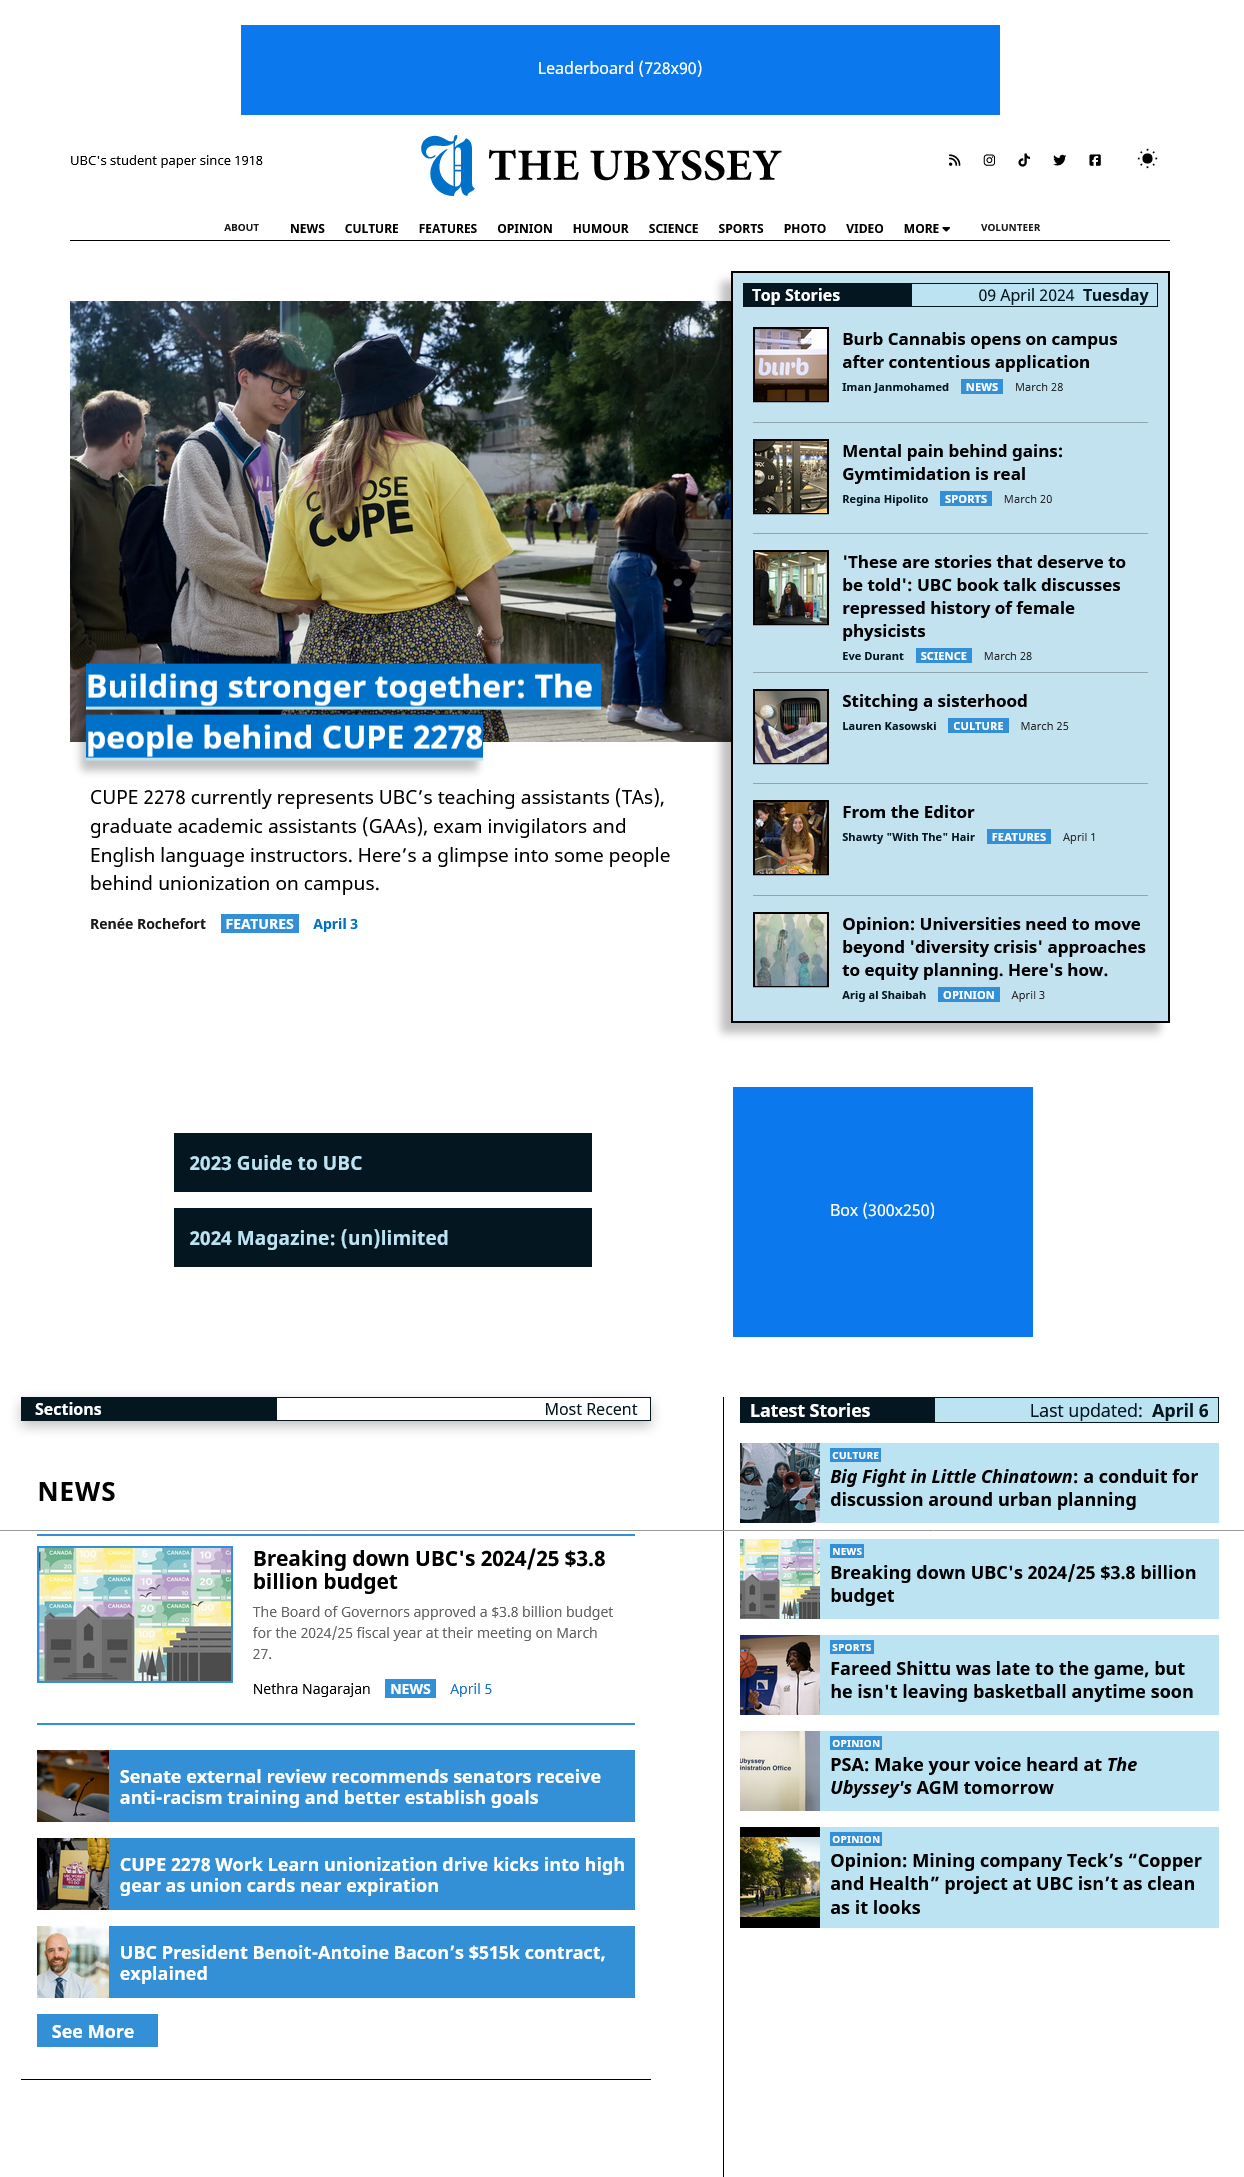 Leaderboard (728x90)
UBC's student paper since 1918
THE UBYSSEY
ABOUT NEWS CULTURE FEATURES OPINION HUMOUR SCIENCE SPORTS PHOTO VIDEO MORE VOLUNTEER
CUPE
Building stronger together: The
people behind CUPE 2278
CUPE 2278 currently represents UBC’s teaching assistants (TAs),
graduate academic assistants (GAAs), exam invigilators and
English language instructors. Here’s a glimpse into some people
behind unionization on campus.
Renée Rochefort FEATURES April 3
Top Stories 09 April 2024 Tuesday
burb
Burb Cannabis opens on campus
after contentious application
Iman Janmohamed NEWS March 28
Mental pain behind gains:
Gymtimidation is real
Regina Hipolito SPORTS March 20
'These are stories that deserve to
be told': UBC book talk discusses
repressed history of female
physicists
Eve Durant SCIENCE March 28
Stitching a sisterhood
Lauren Kasowski CULTURE March 25
From the Editor
Shawty "With The" Hair FEATURES April 1
Opinion: Universities need to move
beyond 'diversity crisis' approaches
to equity planning. Here's how.
Arig al Shaibah OPINION April 3
2023 Guide to UBC
2024 Magazine: (un)limited
Box (300x250)
Sections Most Recent
NEWS
Breaking down UBC's 2024/25 $3.8
billion budget
The Board of Governors approved a $3.8 billion budget
for the 2024/25 fiscal year at their meeting on March
27.
Nethra Nagarajan NEWS April 5
Senate external review recommends senators receive
anti-racism training and better establish goals
CUPE 2278 Work Learn unionization drive kicks into high
gear as union cards near expiration
UBC President Benoit-Antoine Bacon’s $515k contract,
explained
See More
Latest Stories Last updated: April 6
CULTURE
Big Fight in Little Chinatown: a conduit for
discussion around urban planning
NEWS
Breaking down UBC's 2024/25 $3.8 billion
budget
SPORTS
Fareed Shittu was late to the game, but
he isn't leaving basketball anytime soon
Ubyssey
OPINION
PSA: Make your voice heard at The
Ubyssey's AGM tomorrow
OPINION
Opinion: Mining company Teck’s “Copper
and Health” project at UBC isn’t as clean
as it looks